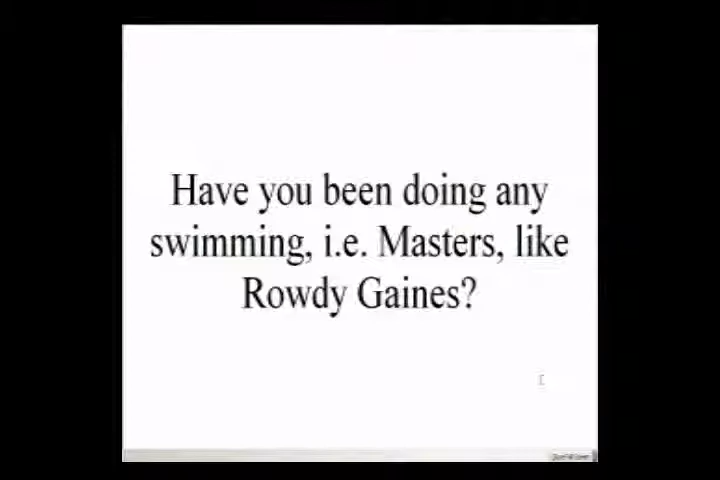 Have you been doing any
swimming, i.e. Masters, like
Rowdy Gaines?